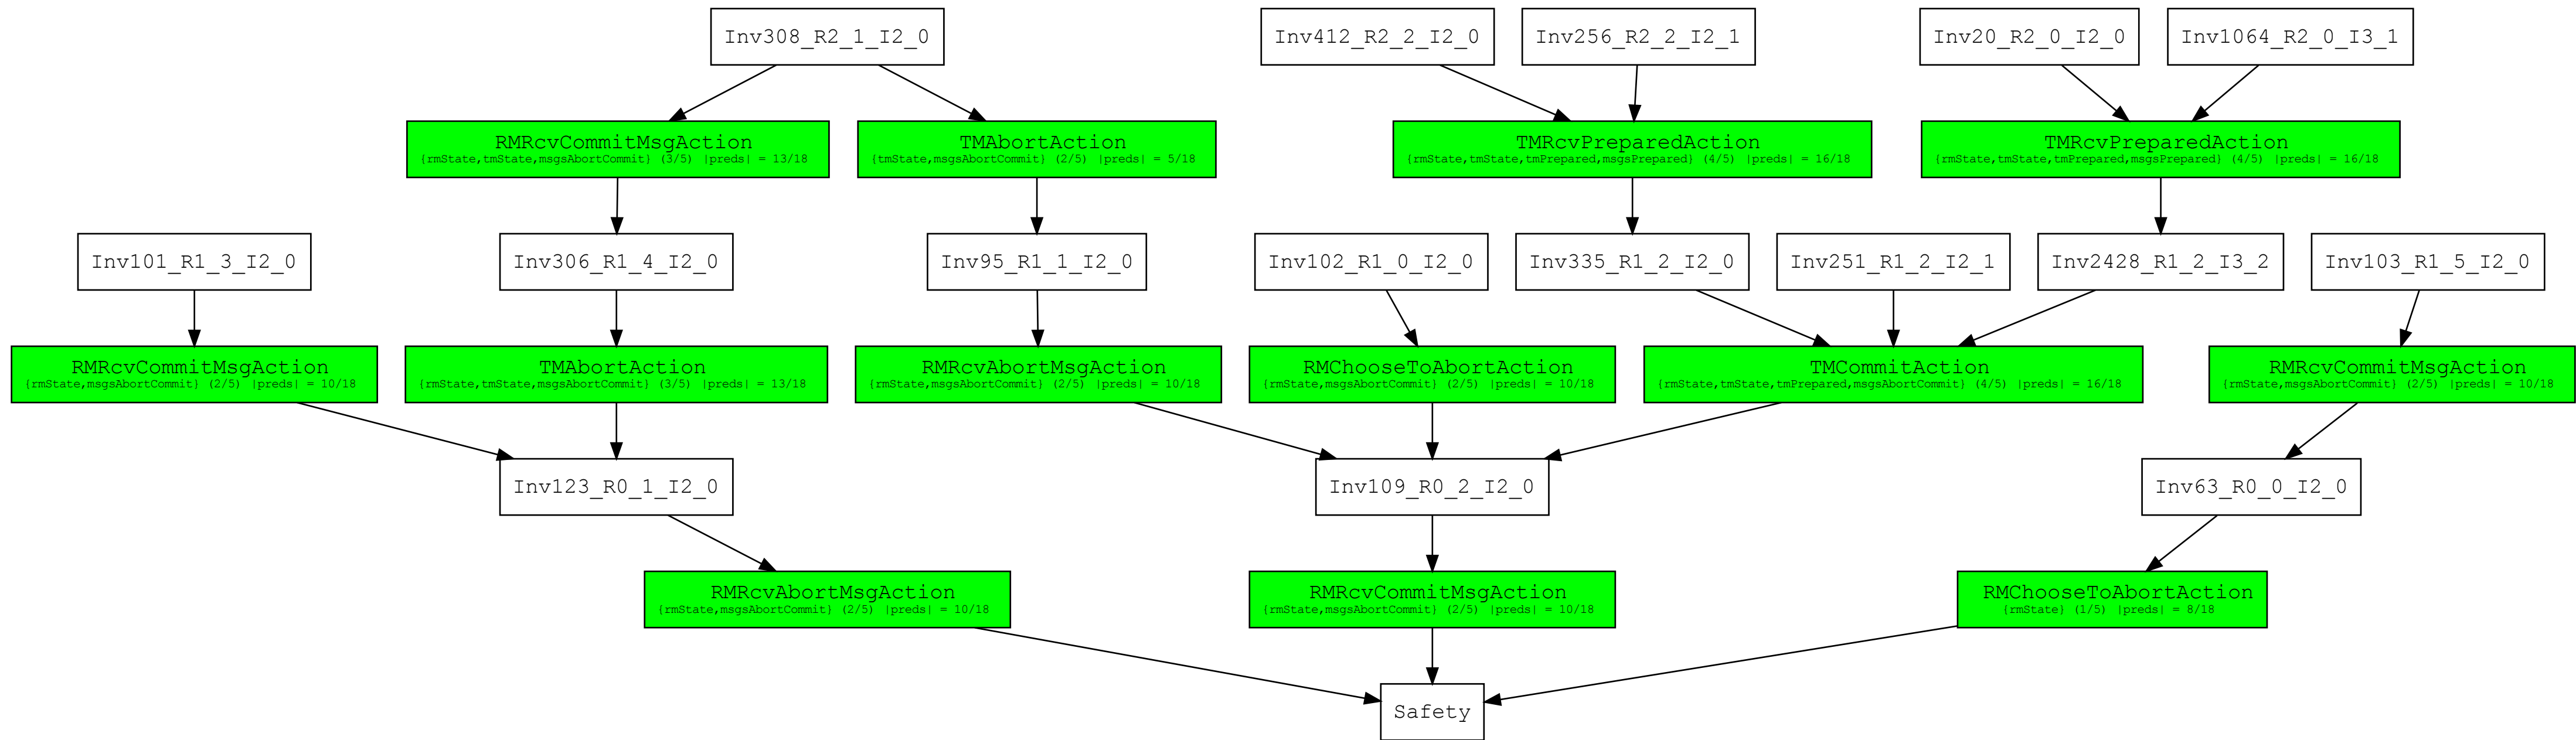 Inv308_R2_1_I2_0
Inv412_R2_2_I2_0
Inv256_R2_2_I2_1
Inv20_R2_0_I2_0
Inv1064_R2_0_I3_1
RMRcvCommitMsgAction
{rmState,tmState,msgsAbortCommit} (3/5) |preds| = 13/18
TMAbortAction
{tmState,msgsAbortCommit} (2/5) |preds| = 5/18
TMRcvPreparedAction
{rmState,tmState,tmPrepared,msgsPrepared} (4/5) |preds| = 16/18
TMRcvPreparedAction
{rmState,tmState,tmPrepared,msgsPrepared} (4/5) |preds| = 16/18
Inv101_R1_3_I2_0
Inv306_R1_4_I2_0
Inv95_R1_1_I2_0
Inv102_R1_0_I2_0
Inv335_R1_2_I2_0
Inv251_R1_2_I2_1
Inv2428_R1_2_I3_2
Inv103_R1_5_I2_0
RMRcvCommitMsgAction
{rmState,msgsAbortCommit} (2/5) |preds| = 10/18
TMAbortAction
{rmState,tmState,msgsAbortCommit} (3/5) |preds| = 13/18
RMRcvAbortMsgAction
{rmState,msgsAbortCommit} (2/5) |preds| = 10/18
RMChooseToAbortAction
{rmState,msgsAbortCommit} (2/5) |preds| = 10/18
TMCommitAction
{rmState,tmState,tmPrepared,msgsAbortCommit} (4/5) |preds| = 16/18
RMRcvCommitMsgAction
{rmState,msgsAbortCommit} (2/5) |preds| = 10/18
Inv123_R0_1_I2_0
Inv109_R0_2_I2_0
Inv63_R0_0_I2_0
RMRcvAbortMsgAction
{rmState,msgsAbortCommit} (2/5) |preds| = 10/18
RMRcvCommitMsgAction
{rmState,msgsAbortCommit} (2/5) |preds| = 10/18
RMChooseToAbortAction
{rmState} (1/5) |preds| = 8/18
Safety